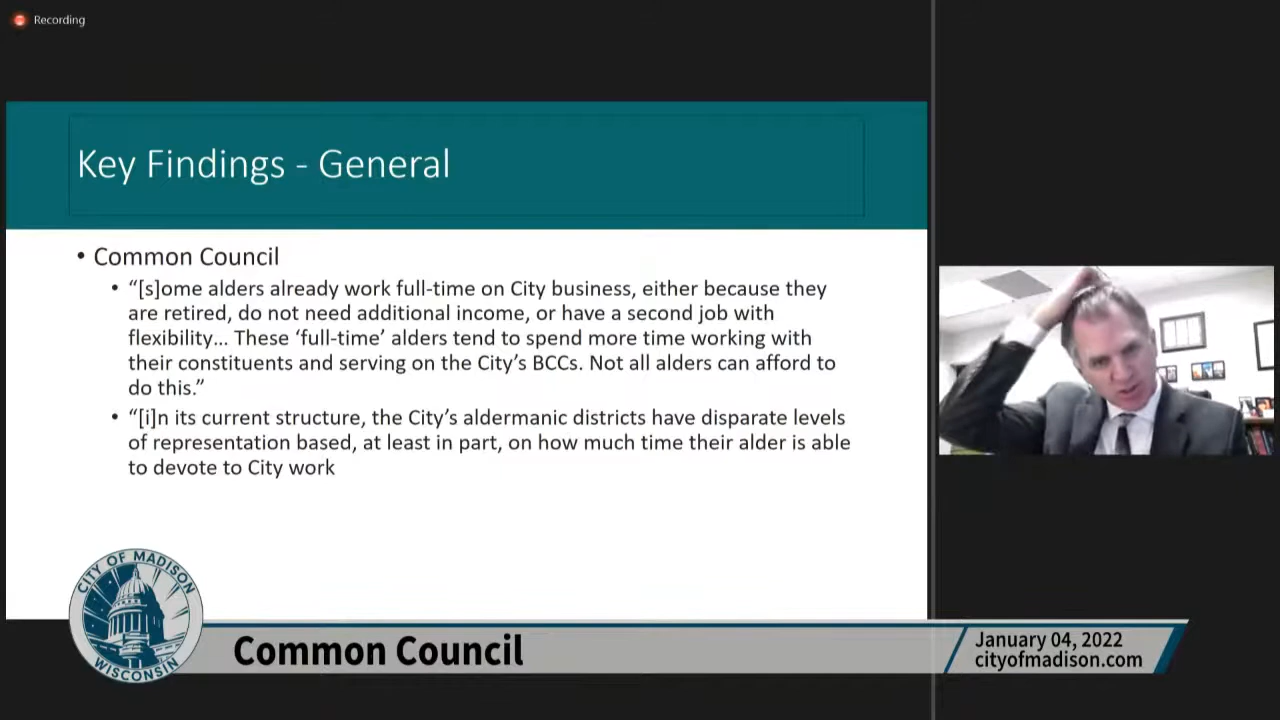 Recording
Key Findings - General
• Common Council
• “[s]ome alders already work full-time on City business, either because they
are retired, do not need additional income, or have a second job with
flexibility... These ‘full-time’ alders tend to spend more time working with
their constituents and serving on the City’s BCCs. Not all alders can afford to
do this.”
• “[i]n its current structure, the City’s aldermanic districts have disparate levels
of representation based, at least in part, on how much time their alder is able
to devote to City work
CITY OF MADISON
WISCONSIN
Common Council
January 04, 2022
cityofmadison.com